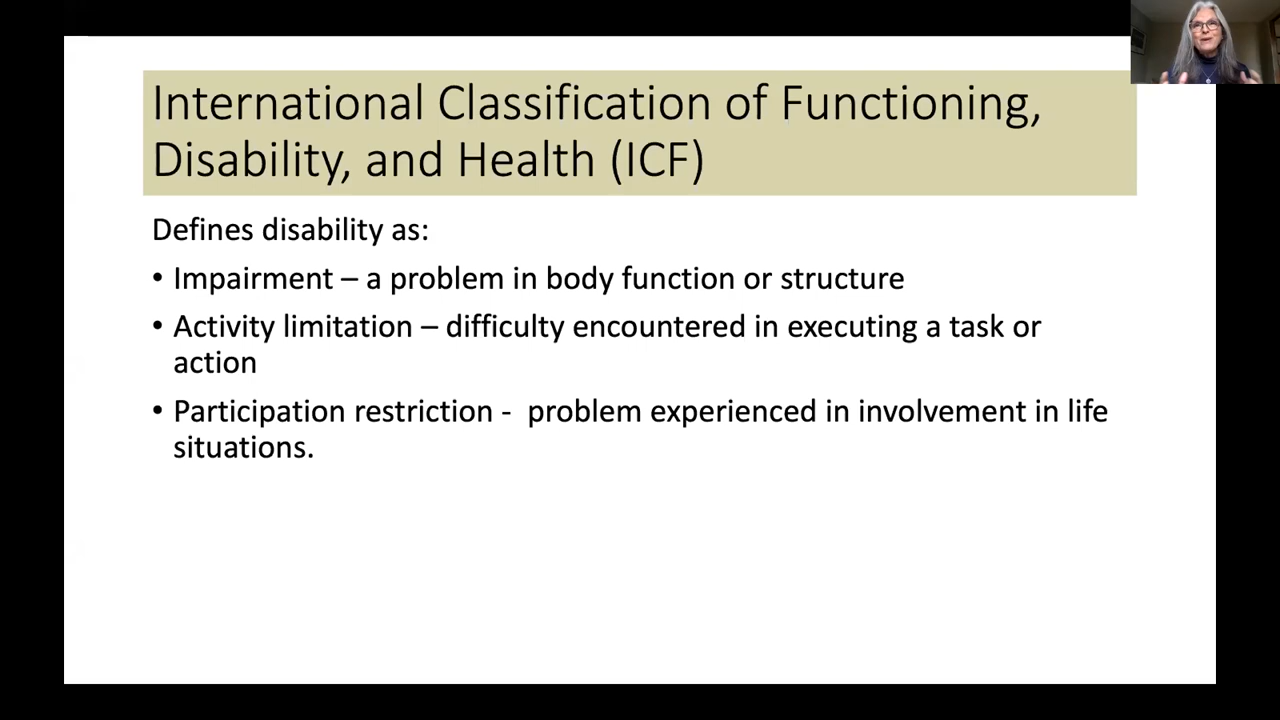 International Classification of Functioning,
Disability, and Health (ICF)
Defines disability as:
• Impairment – a problem in body function or structure
• Activity limitation – difficulty encountered in executing a task or
action
• Participation restriction -  problem experienced in involvement in life
situations.